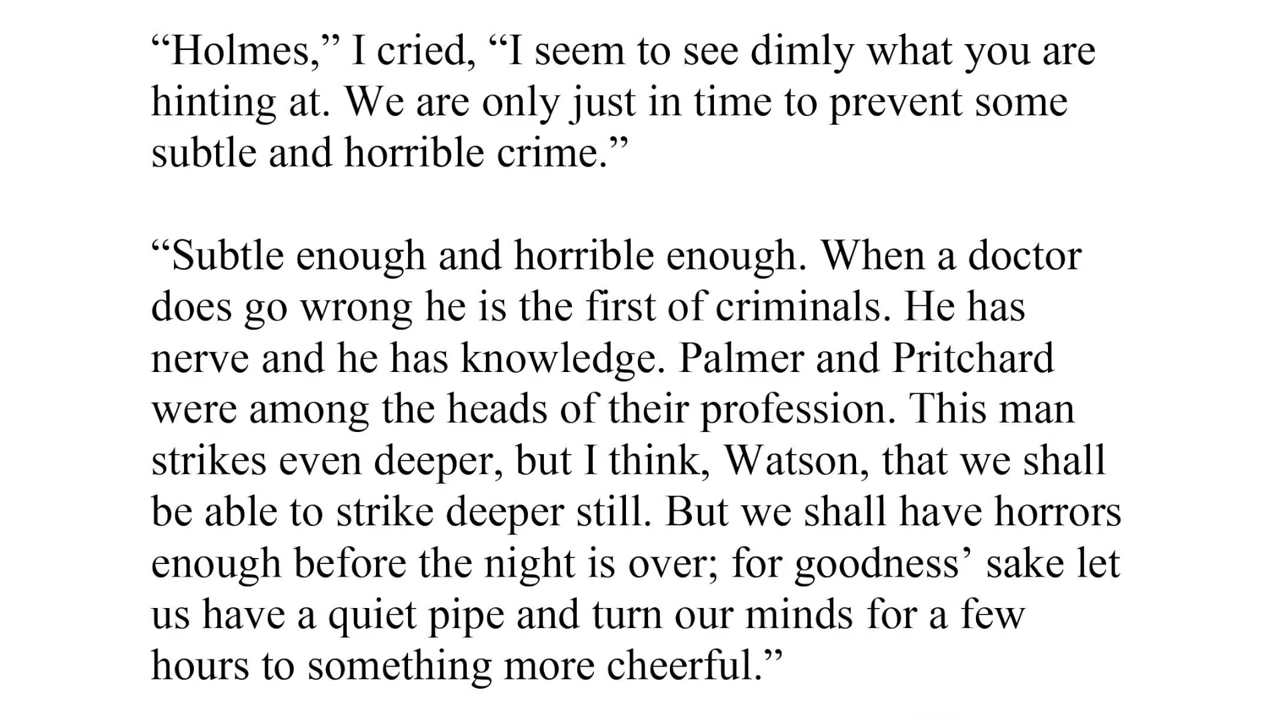 “Holmes,” I cried, “I seem to see dimly what you are
hinting at. We are only just in time to prevent some
subtle and horrible crime.”
“Subtle enough and horrible enough. When a doctor
does go wrong he is the first of criminals. He has
nerve and he has knowledge. Palmer and Pritchard
were among the heads of their profession. This man
strikes even deeper, but I think, Watson, that we shall
be able to strike deeper still. But we shall have horrors
enough before the night is over; for goodness’ sake let
us have a quiet pipe and turn our minds for a few
hours to something more cheerful.”